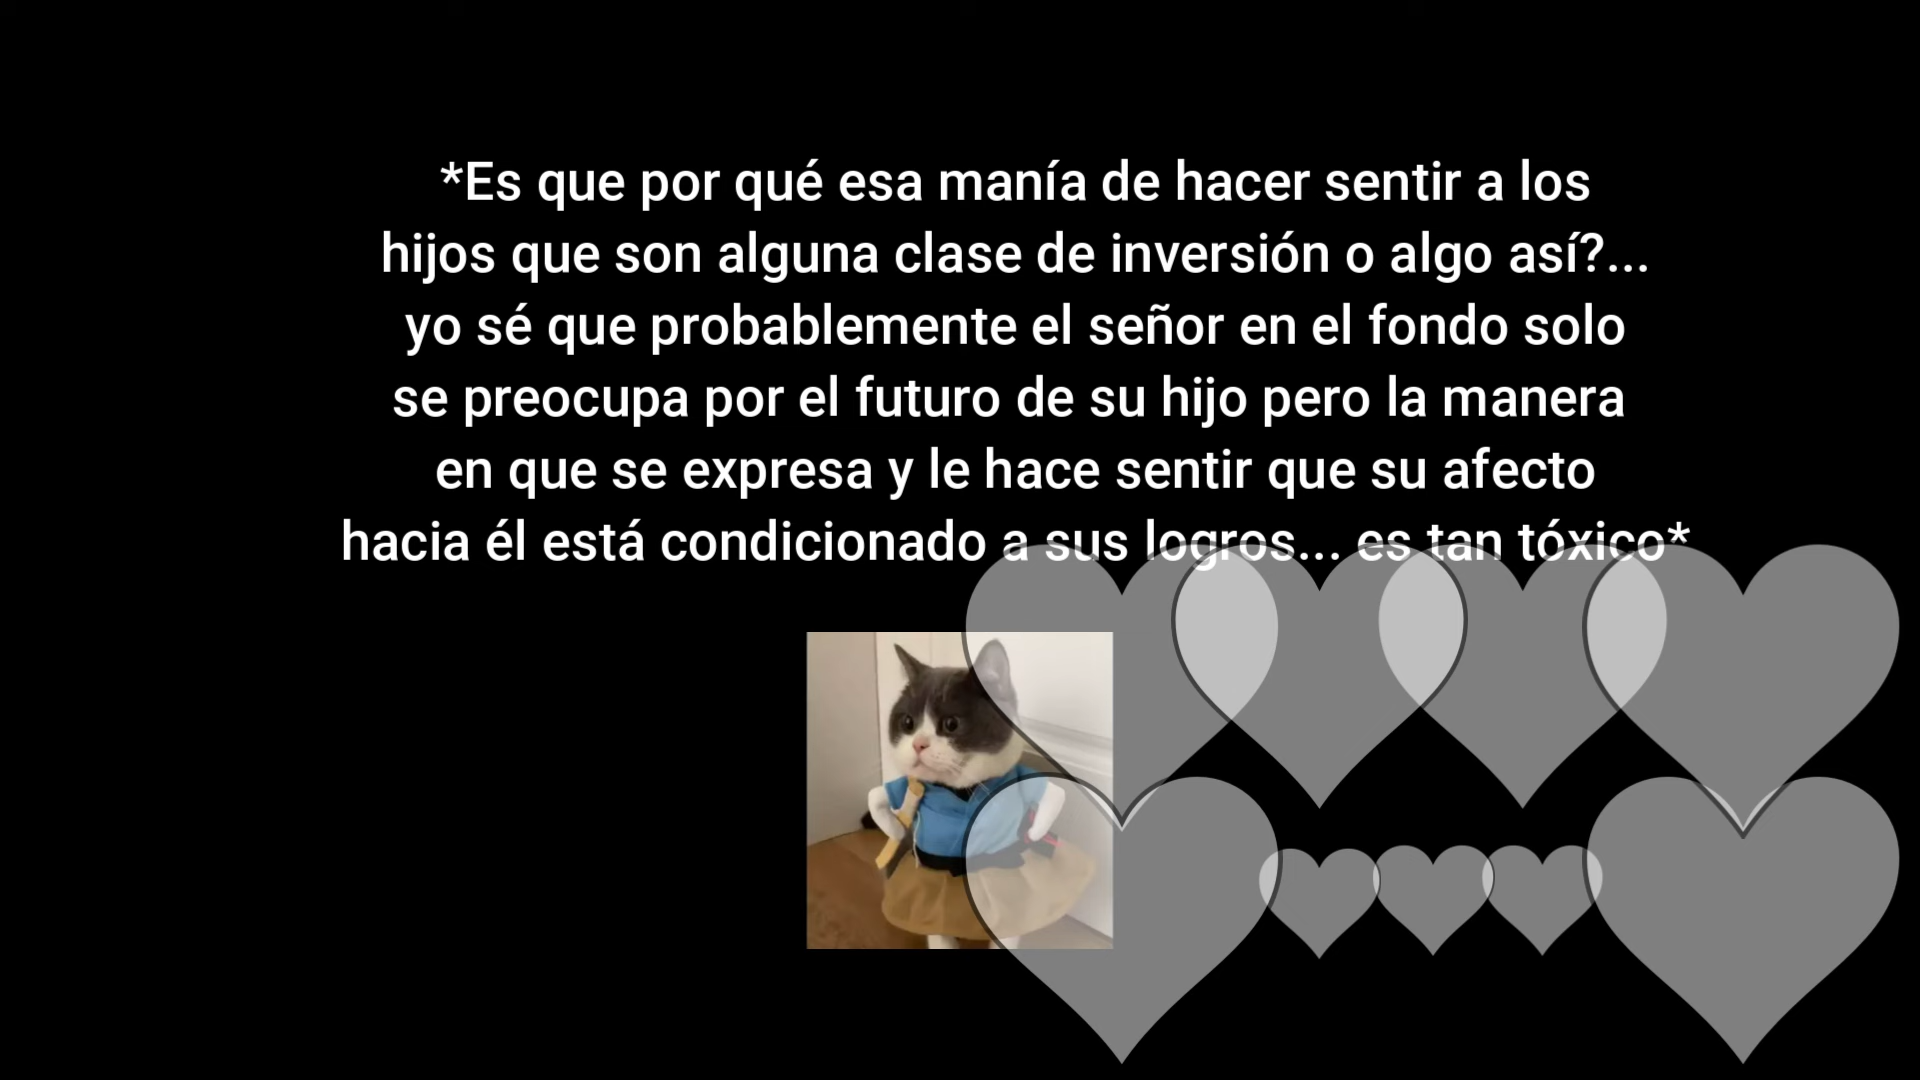 *Es que por qué esa manía de hacer sentir a los
hijos que son alguna clase de inversión o algo así?...
yo sé que probablemente el señor en el fondo solo
se preocupa por el futuro de su hijo pero la manera
en que se expresa y le hace sentir que su afecto
hacia él está condicionado a sus logros... es tan tóxico*